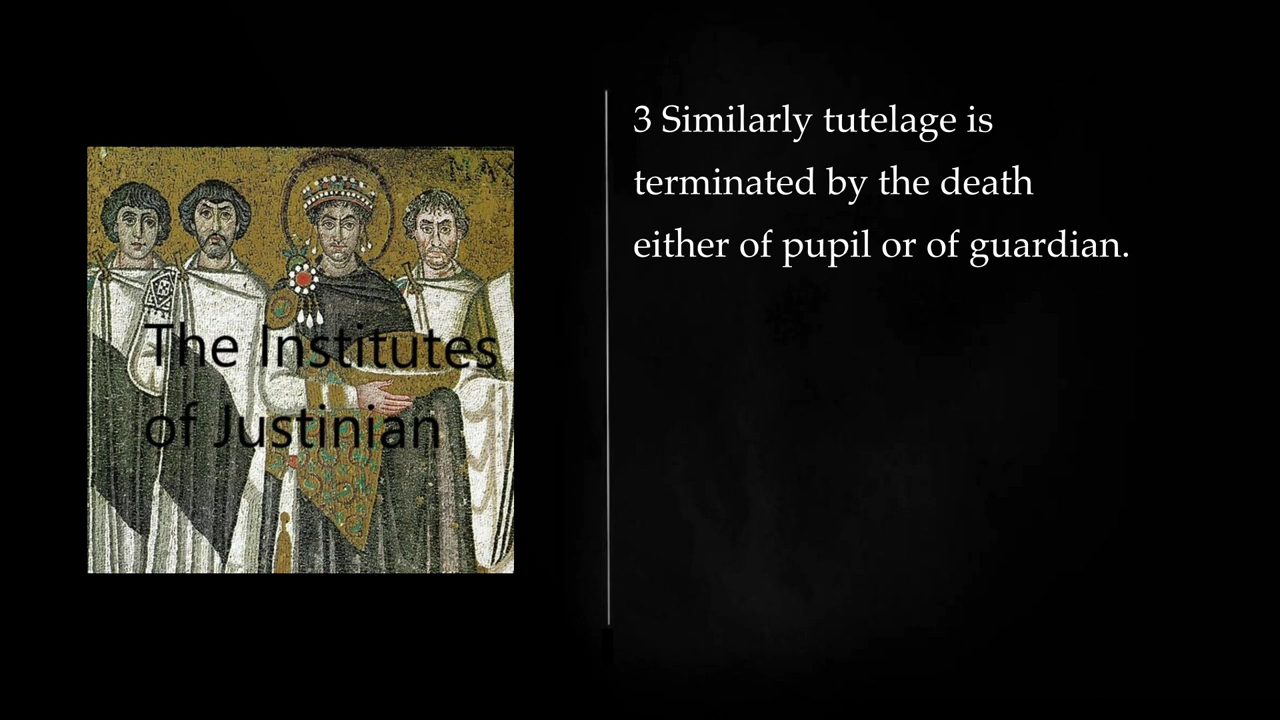 The Institutes
of Justinian
3 Similarly tutelage is
terminated by the death
either of pupil or of guardian.